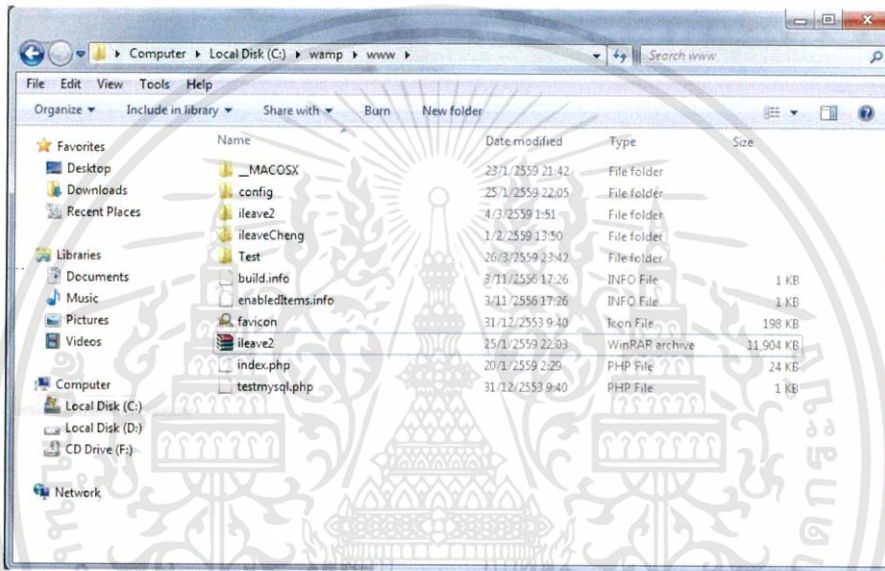 Computer ▸ Local Disk (C:) ▸ wamp ▸ www ▸ Search www
File Edit View Tools Help
Organize Include in library Share with Burn New folder
Name Date modified Type Size
Favorites
Desktop
Downloads
Recent Places
Libraries
Documents
Music
Pictures
Videos
Computer
Local Disk (C:)
Local Disk (D:)
CD Drive (F:)
Network
__MACOSX 23/1/2559 21:42 File folder
config 25/1/2559 22:05 File folder
ileave2 4/3/2559 1:51 File folder
ileaveCheng 1/2/2559 13:50 File folder
Test 26/3/2559 23:42 File folder
build.info 3/11/2556 17:26 INFO File 1 KB
enabledItems.info 3/11/2556 17:26 INFO File 1 KB
favicon 31/12/2553 9:40 Icon File 198 KB
ileave2 25/1/2559 22:03 WinRAR archive 11,904 KB
index.php 20/1/2559 2:29 PHP File 24 KB
testmysql.php 31/12/2553 9:40 PHP File 1 KB